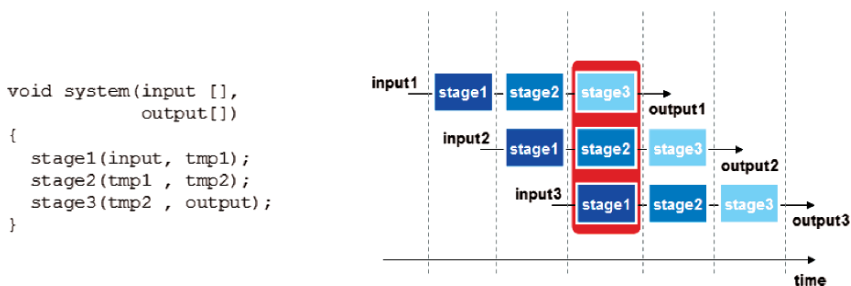 void system(input [],
output[])
{
stage1(input, tmp1);
stage2(tmp1 , tmp2);
stage3(tmp2 , output);
}
input1 stage1 stage2 stage3
output1
input2 stage1 stage2 stage3
output2
input3 stage1 stage2 stage3
output3
time